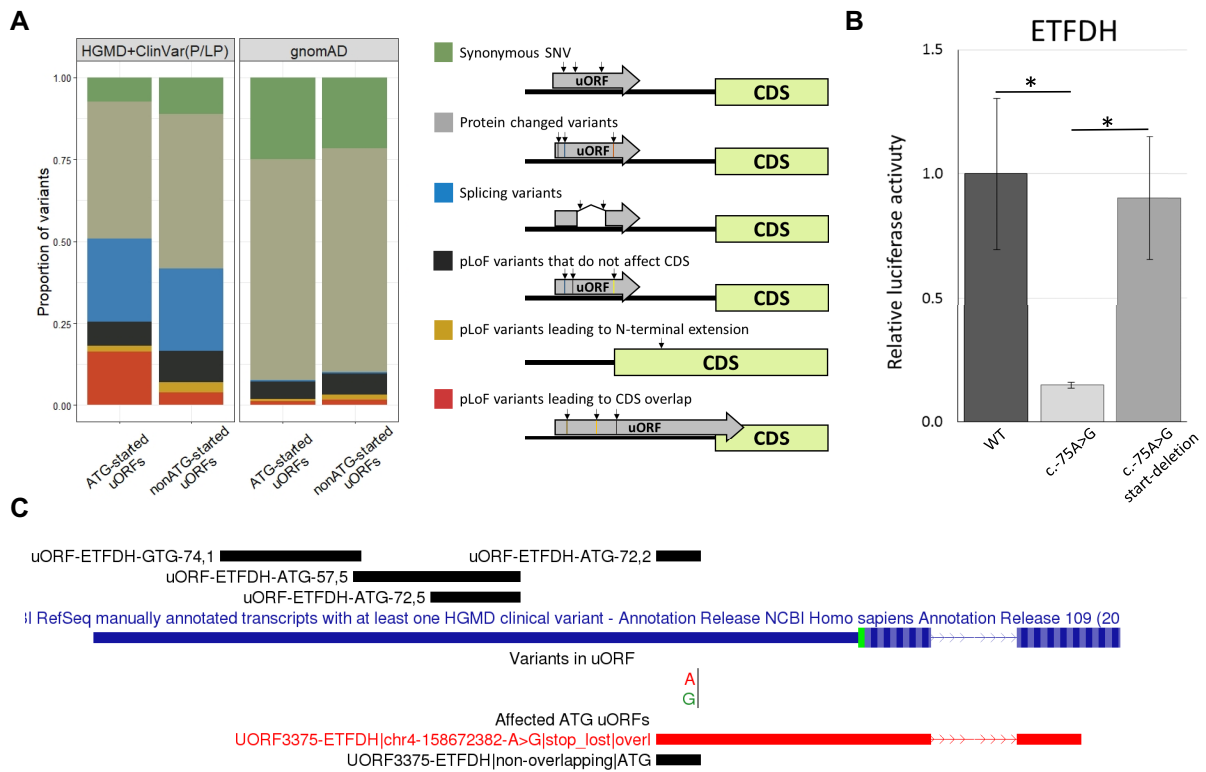 A
HGMD+ClinVar(P/LP)
gnomAD
Proportion of variants
1.00
0.75
0.50
0.25
0.00
ATG-started
uORFs
nonATG-started
uORFs
ATG-started
uORFs
nonATG-started
uORFs
Synonymous SNV
uORF
CDS
Protein changed variants
uORF
CDS
Splicing variants
CDS
pLoF variants that do not affect CDS
uORF
CDS
pLoF variants leading to N-terminal extension
CDS
pLoF variants leading to CDS overlap
uORF
CDS
B
ETFDH
Relative luciferase activuty
1.5
1.0
0.5
0.0
*
*
WT
c.-75A>G
c.-75A>G
start-deletion
C
uORF-ETFDH-GTG-74,1
uORF-ETFDH-ATG-72,2
uORF-ETFDH-ATG-57,5
uORF-ETFDH-ATG-72,5
I RefSeq manually annotated transcripts with at least one HGMD clinical variant - Annotation Release NCBI Homo sapiens Annotation Release 109 (20
Variants in uORF
A
G
Affected ATG uORFs
UORF3375-ETFDH|chr4-158672382-A>G|stop_lost|overl
UORF3375-ETFDH|non-overlapping|ATG